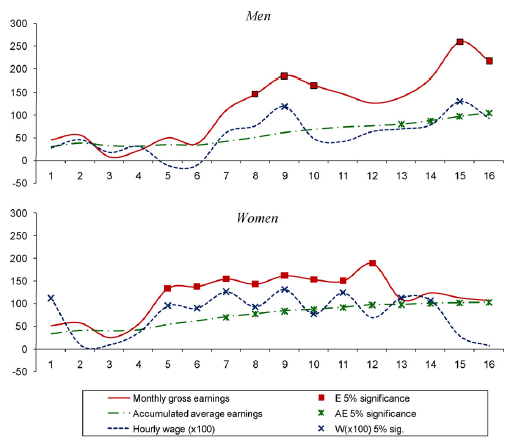 Men
300
250
200
150
100
50
0
-50
1 2 3 4 5 6 7 8 9 10 11 12 13 14 15 16
Women
300
250
200
150
100
50
0
-50
1 2 3 4 5 6 7 8 9 10 11 12 13 14 15 16
Monthly gross earnings E 5% significance
Accumulated average earnings AE 5% significance
Hourly wage (x100) W(x100) 5% sig.